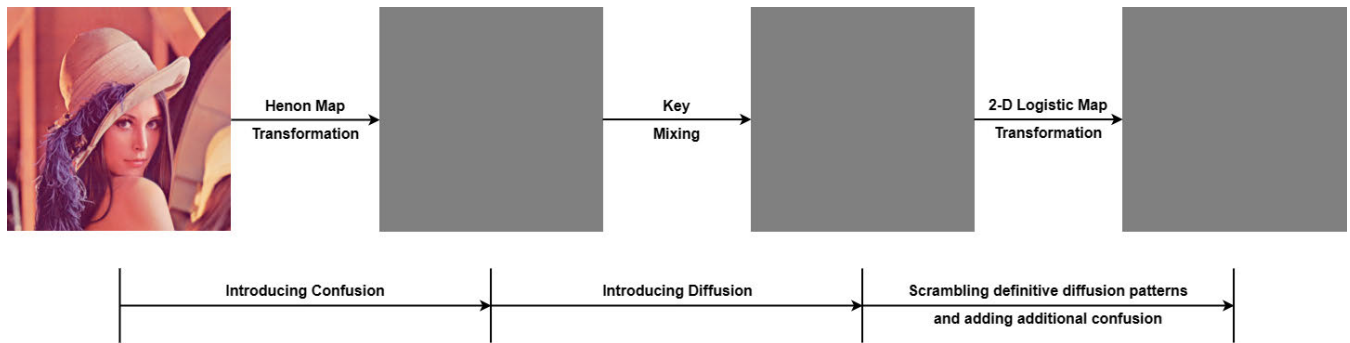 Henon Map
Transformation
Key
Mixing
2-D Logistic Map
Transformation
Introducing Confusion
Introducing Diffusion
Scrambling definitive diffusion patterns
and adding additional confusion